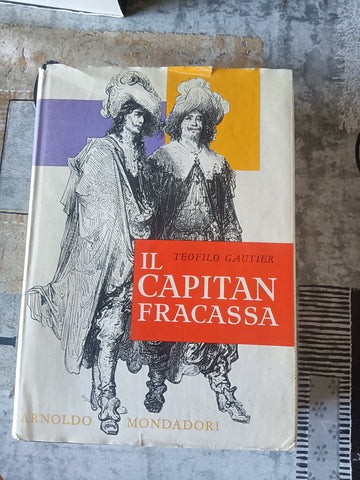 TEOFILO GAUTIER
IL
CAPITAN
FRACASSA
ARNOLDO MONDADORI